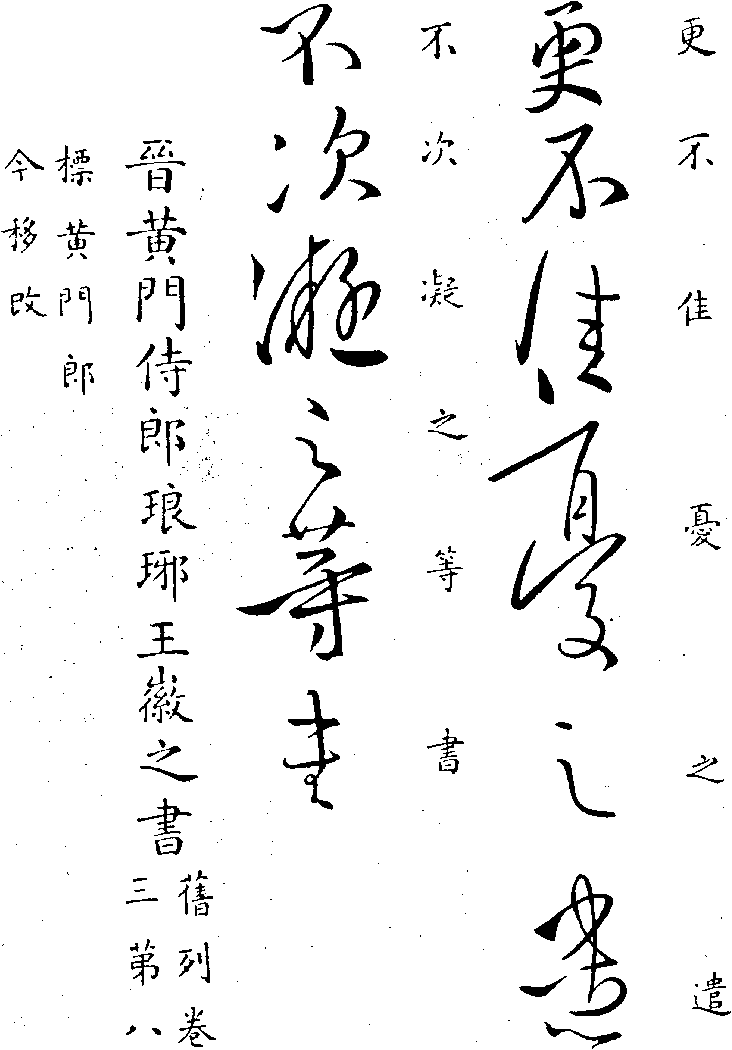 更不佳憂之遣
更不佳憂之遣
不次凝之等書
不次凝之等書
晉黄門侍郎琅琊王徽之書
舊列卷
三第八
標黄門郎
今移改